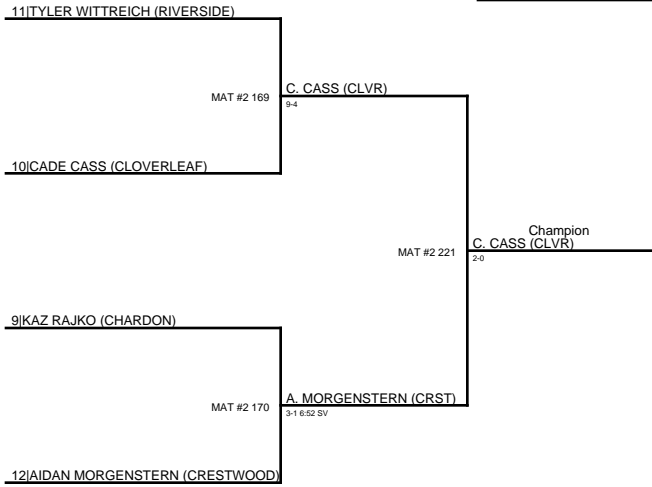 11|TYLER WITTREICH (RIVERSIDE)
MAT #2 169
C. CASS (CLVR)
9-4
10|CADE CASS (CLOVERLEAF)
MAT #2 221
Champion
C. CASS (CLVR)
2-0
9|KAZ RAJKO (CHARDON)
MAT #2 170
A. MORGENSTERN (CRST)
3-1 6:52 SV
12|AIDAN MORGENSTERN (CRESTWOOD)